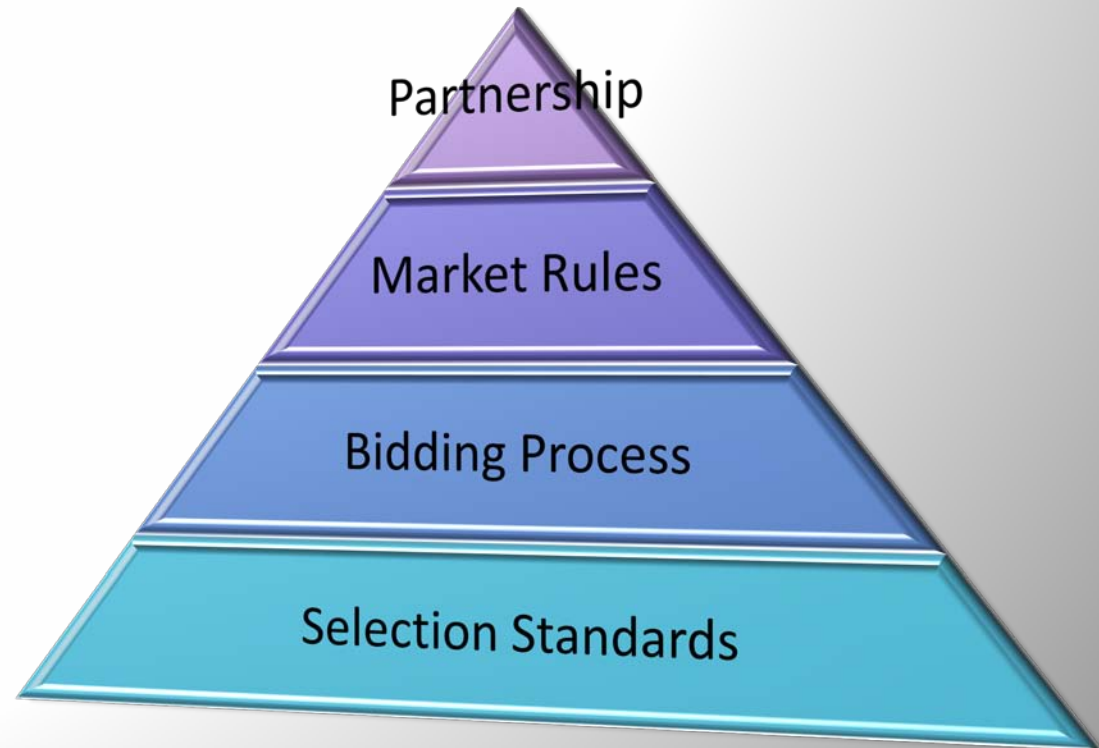 Partnership
Market Rules
Bidding Process
Selection Standards